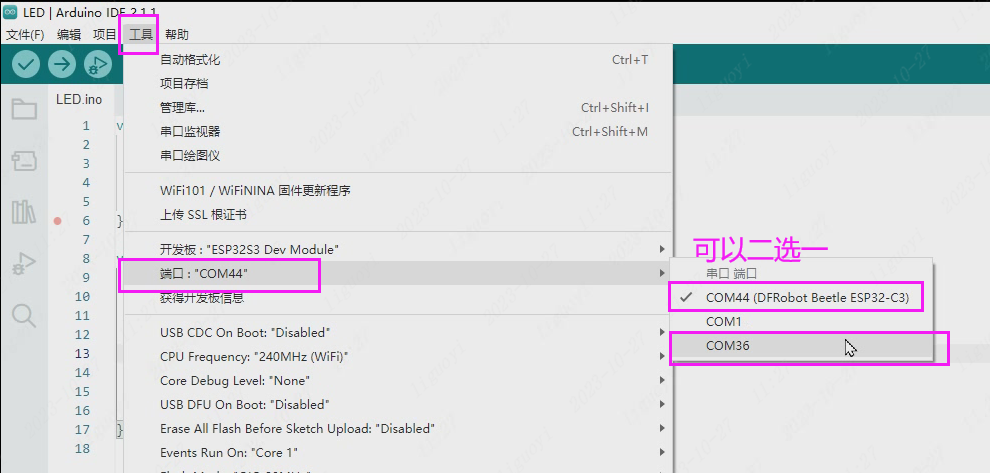 LED | Arduino IDE 2.1.1
文件(F) 编辑 项目 工具 帮助
自动格式化 Ctrl+T
项目存档
LED.ino
管理库... Ctrl+Shift+I
串口监视器 Ctrl+Shift+M
串口绘图仪
WiFi101 / WiFiNINA 固件更新程序
上传 SSL 根证书
开发板 : "ESP32S3 Dev Module"
端口 : "COM44"
获得开发板信息
USB CDC On Boot: "Disabled"
CPU Frequency: "240MHz (WiFi)"
Core Debug Level: "None"
USB DFU On Boot: "Disabled"
Erase All Flash Before Sketch Upload: "Disabled"
Events Run On: "Core 1"
可以二选一
串口 端口
COM44 (DFRobot Beetle ESP32-C3)
COM1
COM36
1 v
2
3
4
5
6 }
7
8
9
10
11
12
13
14
15
16
17 }
18